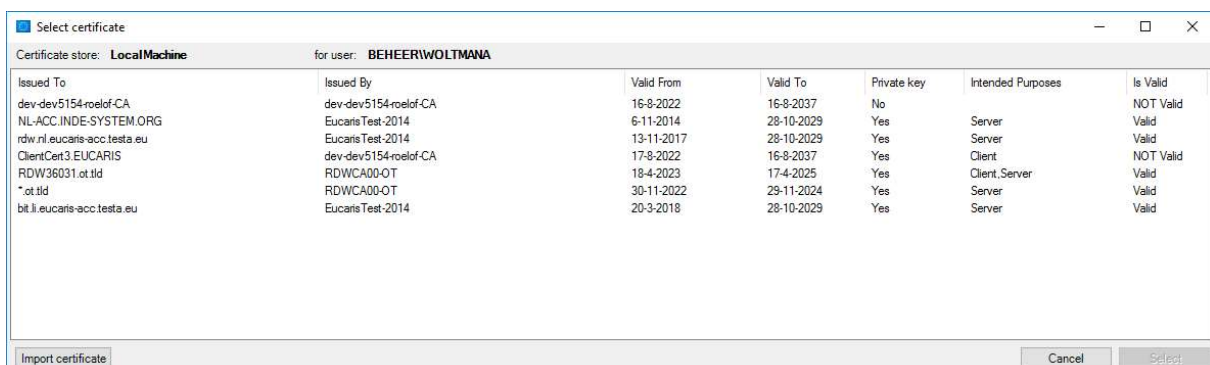 Select certificate
Certificate store: LocalMachine for user: BEHEER\WOLTMANA
Issued To Issued By Valid From Valid To Private key Intended Purposes Is Valid
dev-dev5154-roelof-CA dev-dev5154-roelof-CA 16-8-2022 16-8-2037 No NOT Valid
NL-ACC.INDE-SYSTEM.ORG EucarisTest-2014 6-11-2014 28-10-2029 Yes Server Valid
rdw.nl.eucaris-acc.testa.eu EucarisTest-2014 13-11-2017 28-10-2029 Yes Server Valid
ClientCert3.EUCARIS dev-dev5154-roelof-CA 17-8-2022 16-8-2037 Yes Client NOT Valid
RDW36031.ot.tld RDWCA00-OT 18-4-2023 17-4-2025 Yes Client,Server Valid
*.ot.tld RDWCA00-OT 30-11-2022 29-11-2024 Yes Server Valid
bit.li.eucaris-acc.testa.eu EucarisTest-2014 20-3-2018 28-10-2029 Yes Server Valid
Import certificate Cancel Select